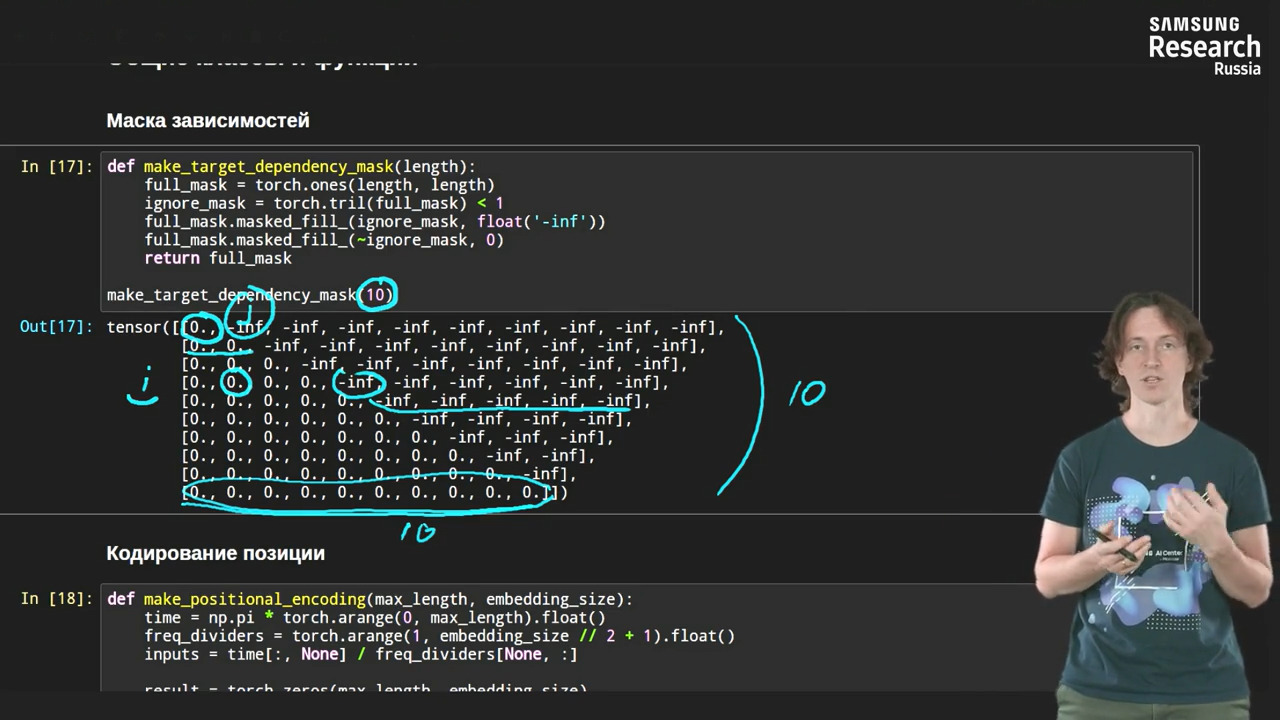 SAMSUNG
Research
Russia
Общие классы и функции
Маска зависимостей
In [17]:
def make_target_dependency_mask(length):
full_mask = torch.ones(length, length)
ignore_mask = torch.tril(full_mask) < 1
full_mask.masked_fill_(ignore_mask, float('-inf'))
full_mask.masked_fill_(~ignore_mask, 0)
return full_mask
make_target_dependency_mask(10)
j
Out[17]:
tensor([[0., -inf, -inf, -inf, -inf, -inf, -inf, -inf, -inf, -inf],
[0., 0., -inf, -inf, -inf, -inf, -inf, -inf, -inf, -inf],
[0., 0., 0., -inf, -inf, -inf, -inf, -inf, -inf, -inf],
[0., 0., 0., 0., -inf, -inf, -inf, -inf, -inf, -inf],
i
10
[0., 0., 0., 0., 0., -inf, -inf, -inf, -inf, -inf],
[0., 0., 0., 0., 0., 0., -inf, -inf, -inf, -inf],
[0., 0., 0., 0., 0., 0., 0., -inf, -inf, -inf],
[0., 0., 0., 0., 0., 0., 0., 0., -inf, -inf],
[0., 0., 0., 0., 0., 0., 0., 0., 0., -inf],
[0., 0., 0., 0., 0., 0., 0., 0., 0., 0.]])
10
Кодирование позиции
In [18]:
def make_positional_encoding(max_length, embedding_size):
time = np.pi * torch.arange(0, max_length).float()
freq_dividers = torch.arange(1, embedding_size // 2 + 1).float()
inputs = time[:, None] / freq_dividers[None, :]
result = torch.zeros(max_length, embedding_size)
AI Center